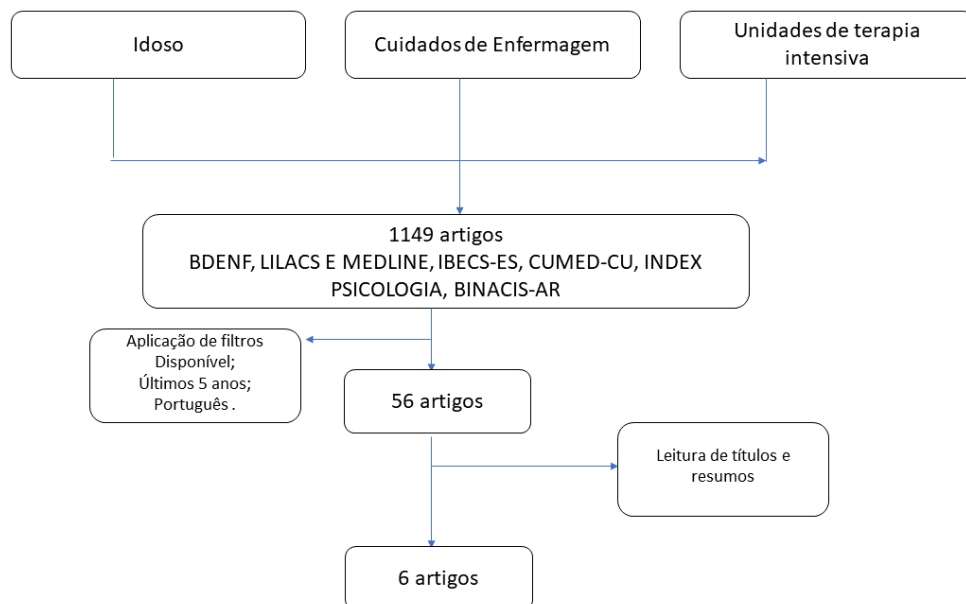 Idoso
Cuidados de Enfermagem
Unidades de terapia
intensiva
1149 artigos
BDENF, LILACS E MEDLINE, IBECS-ES, CUMED-CU, INDEX
PSICOLOGIA, BINACIS-AR
Aplicação de filtros
Disponível;
Últimos 5 anos;
Português .
56 artigos
Leitura de títulos e
resumos
6 artigos